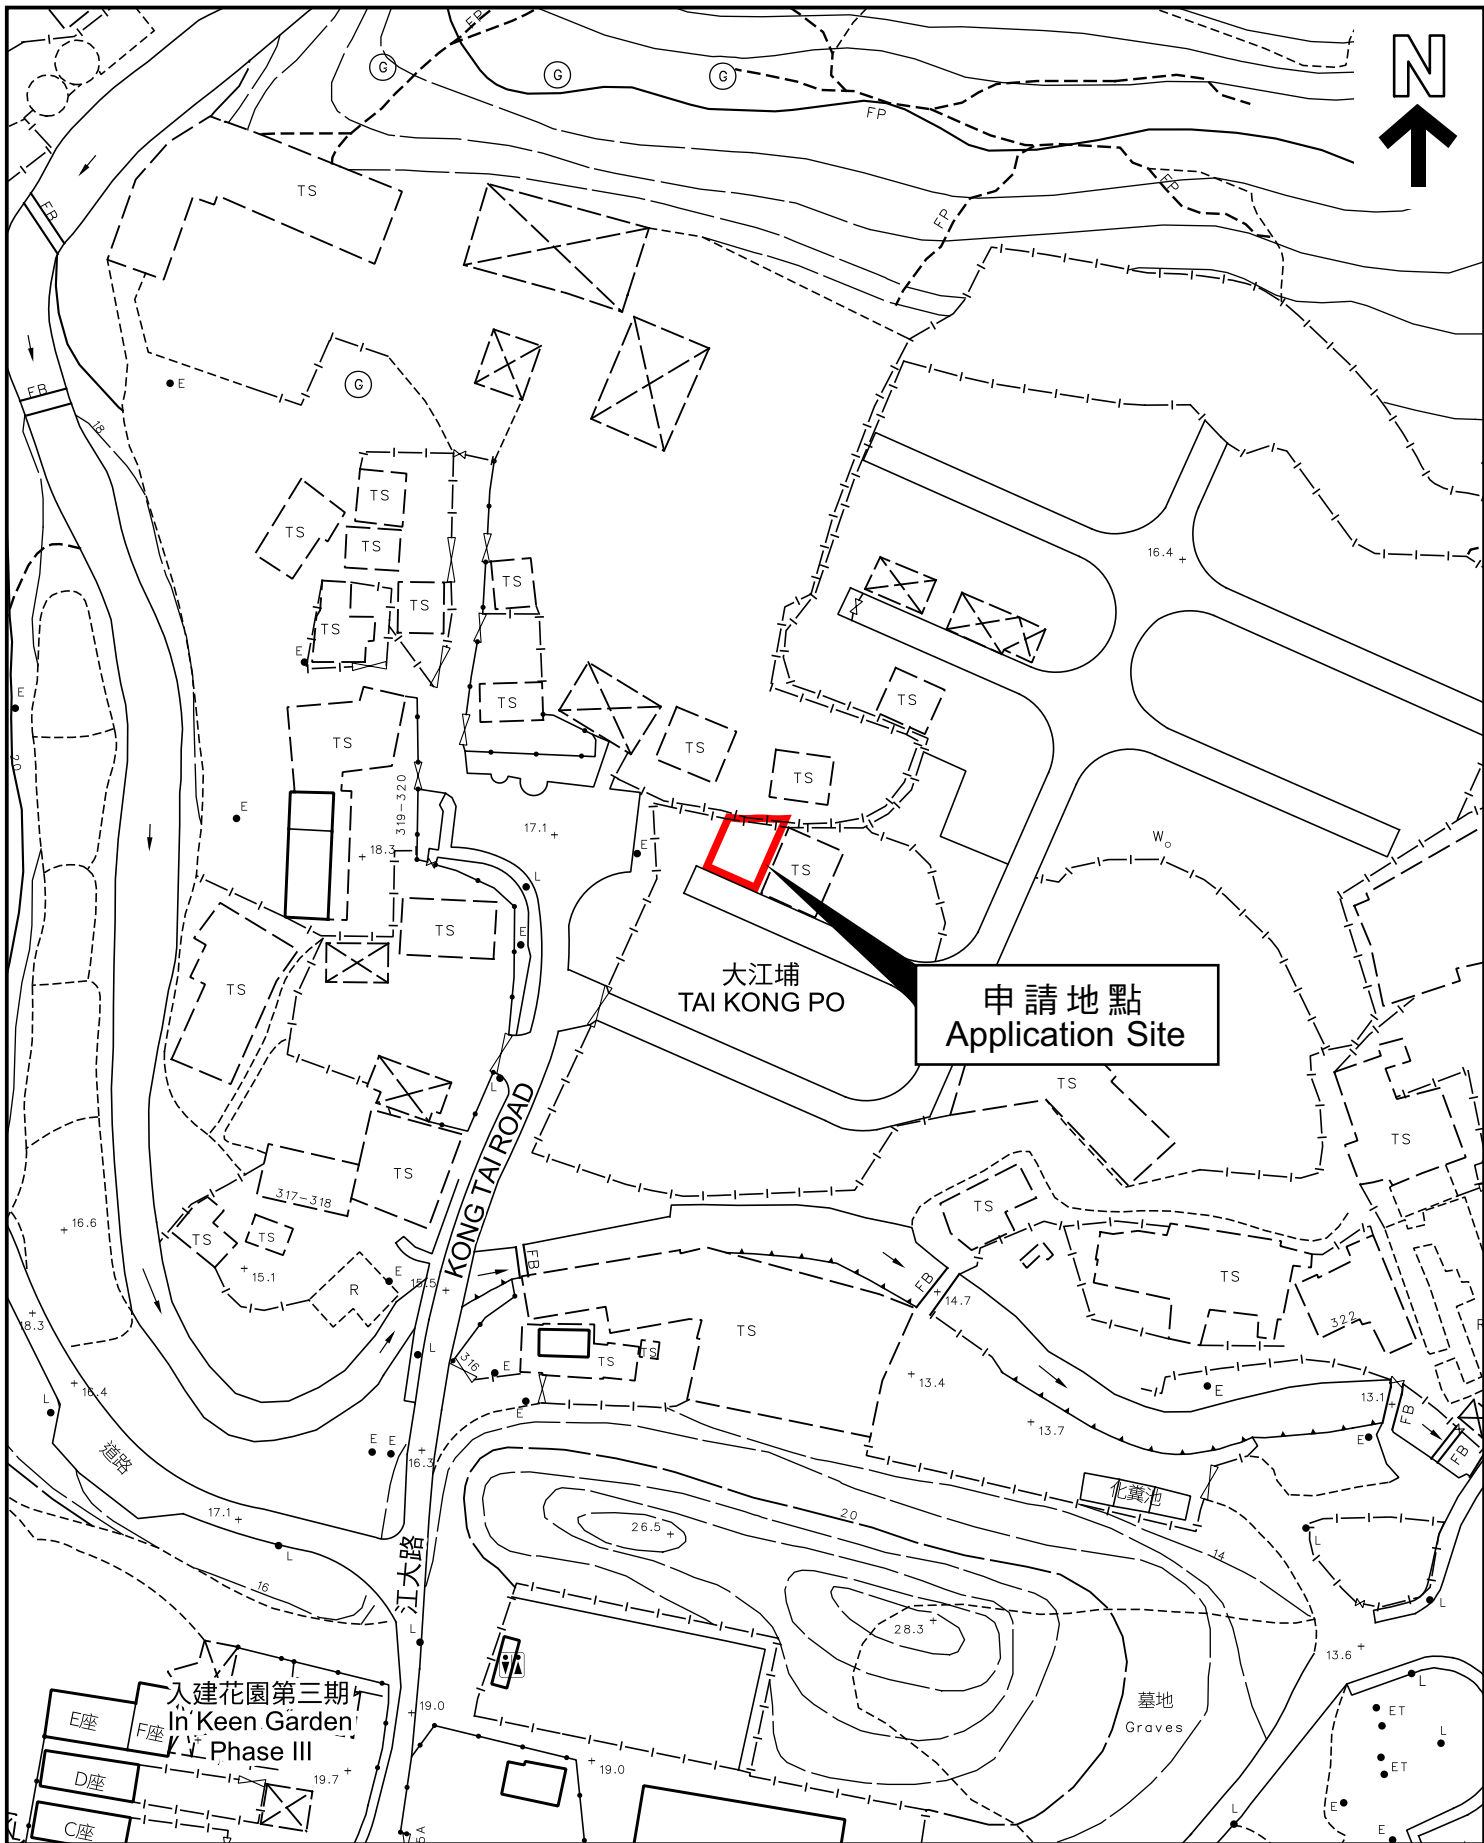 FP
G
G
G
N
FP
TS
FP
FB
FP
G
E
FB
18
TS
TS
TS
16.4
TS
TS
TS
TS
E
E
TS
TS
TS
TS
20
TS
319-320
E
17.1
W
18.3
E
TS
L
TS
E
大江埔
TAI KONG PO
TS
申請地點
Application Site
L
TS
KONG TAI ROAD
TS
TS
317-318
TS
16.6
TS
TS
FB
15.1
E
15.5
R
FB
TS
14.7
18.3
TS
322
R
L
316
TS
TS
E
13.4
16.4
E
13.1
L
E
13.7
FB
E
E
E
FB
道路
16.3
化糞池
17.1
20
26.5
L
14
L
江大路
16
L
28.3
L
13.6
入建花園第三期
In Keen Garden
Phase III
E座
F座
19.0
墓地
Graves
L
ET
L
D座
19.7
19.0
ET
E
C座
L
E
5A